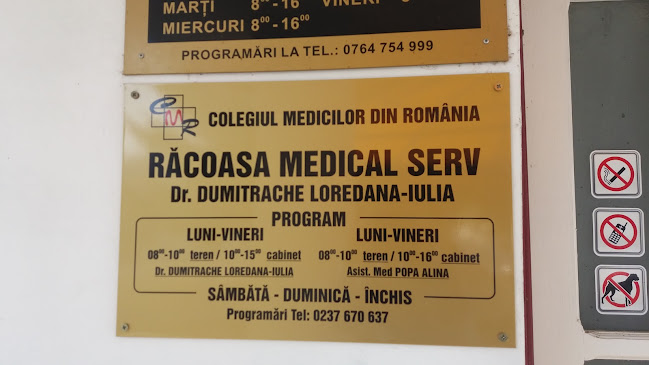 MARȚI 8⁰⁰-16⁰⁰ VINERI
MIERCURI 8⁰⁰-16⁰⁰
PROGRAMĂRI LA TEL.: 0764 754 999
CMR
COLEGIUL MEDICILOR DIN ROMÂNIA
RĂCOASA MEDICAL SERV
Dr. DUMITRACHE LOREDANA-IULIA
PROGRAM
LUNI-VINERI
08⁰⁰-10⁰⁰ teren / 10⁰⁰-15⁰⁰ cabinet
Dr. DUMITRACHE LOREDANA-IULIA
LUNI-VINERI
08⁰⁰-10⁰⁰ teren / 10⁰⁰-16⁰⁰ cabinet
Asist. Med POPA ALINA
SÂMBĂTĂ - DUMINICĂ - ÎNCHIS
Programări Tel: 0237 670 637